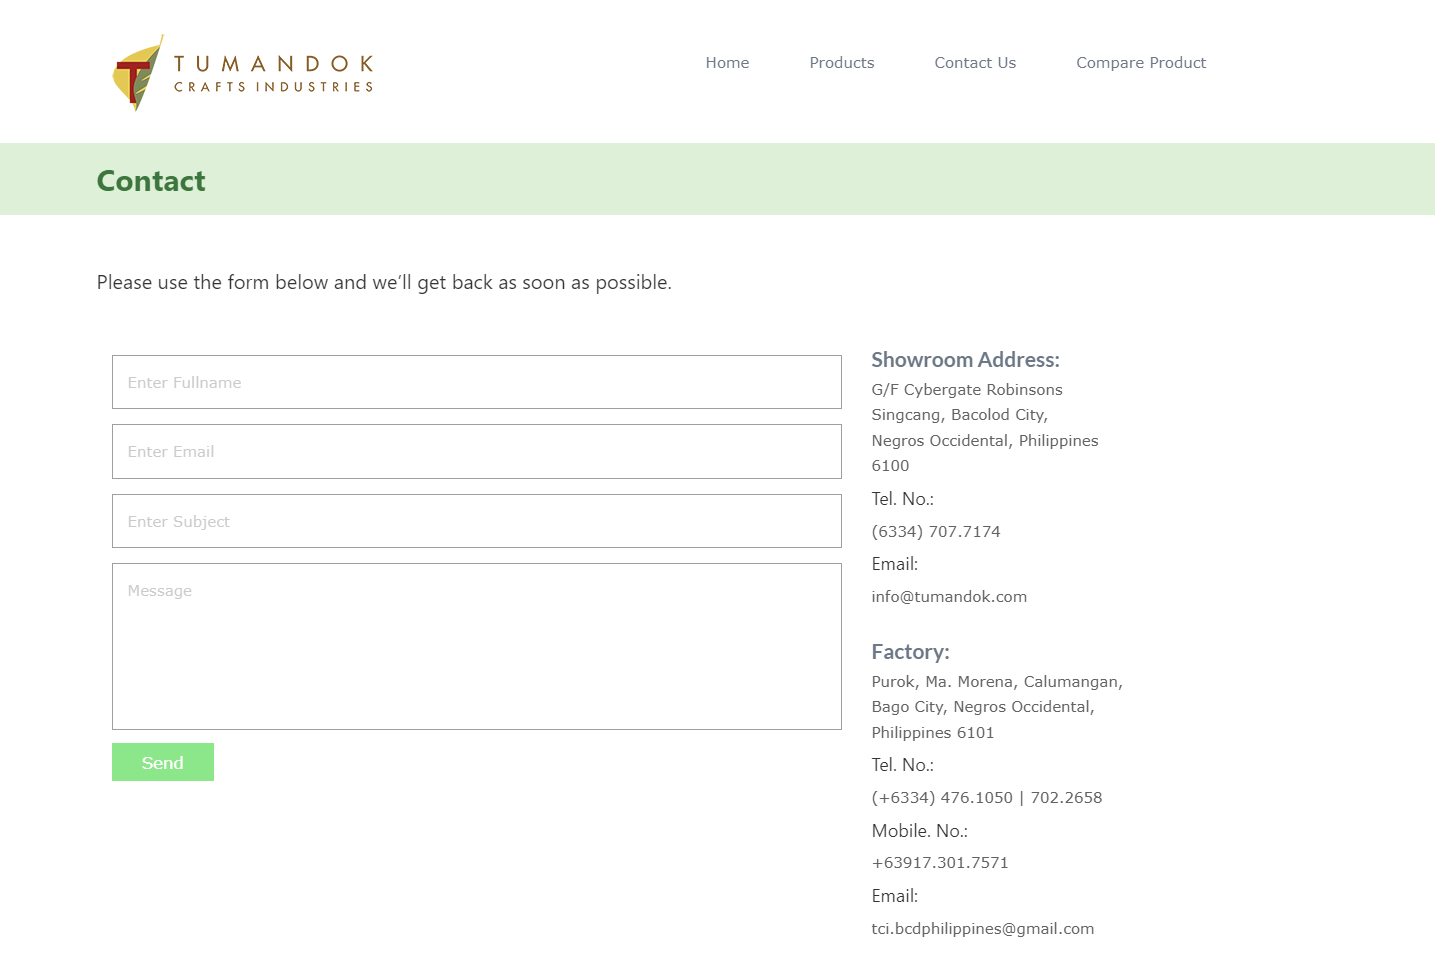 TUMANDOK
CRAFTS INDUSTRIES
Home
Products
Contact Us
Compare Product
Contact
Please use the form below and we’ll get back as soon as possible.
Enter Fullname
Enter Email
Enter Subject
Message
Send
Showroom Address:
G/F Cybergate Robinsons
Singcang, Bacolod City,
Negros Occidental, Philippines
6100
Tel. No.:
(6334) 707.7174
Email:
info@tumandok.com
Factory:
Purok, Ma. Morena, Calumangan,
Bago City, Negros Occidental,
Philippines 6101
Tel. No.:
(+6334) 476.1050 | 702.2658
Mobile. No.:
+63917.301.7571
Email:
tci.bcdphilippines@gmail.com